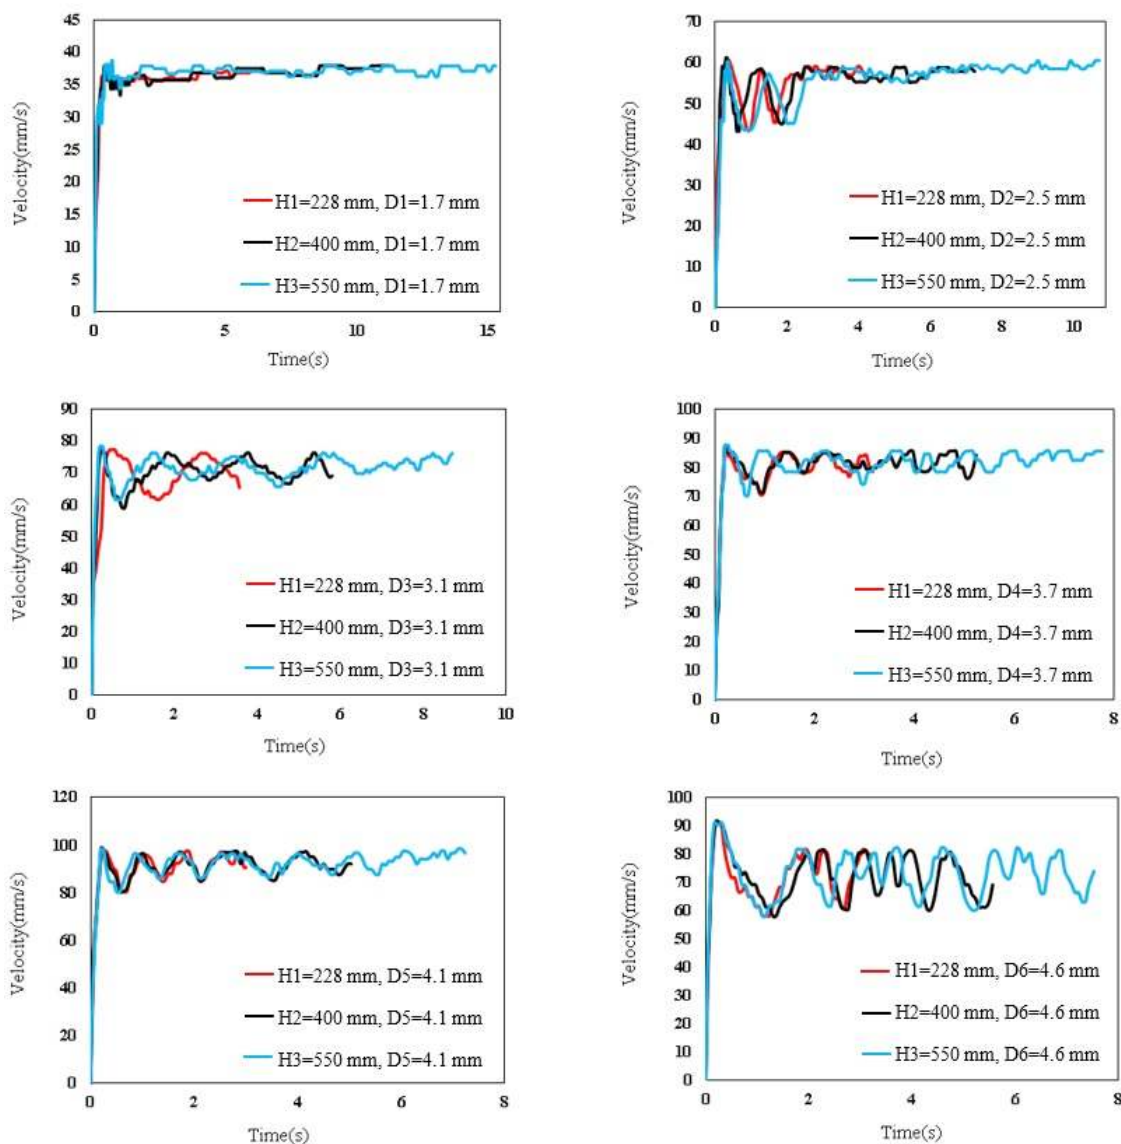 45
40
35
30
25
20
15
10
5
0
Velocity(mm/s)
H1=228 mm, D1=1.7 mm
H2=400 mm, D1=1.7 mm
H3=550 mm, D1=1.7 mm
0 5 10 15
Time(s)
70
60
50
40
30
20
10
0
Velocity(mm/s)
H1=228 mm, D2=2.5 mm
H2=400 mm, D2=2.5 mm
H3=550 mm, D2=2.5 mm
0 2 4 6 8 10
Time(s)
90
80
70
60
50
40
30
20
10
0
Velocity(mm/s)
H1=228 mm, D3=3.1 mm
H2=400 mm, D3=3.1 mm
H3=550 mm, D3=3.1 mm
0 2 4 6 8 10
Time(s)
100
90
80
70
60
50
40
30
20
10
0
Velocity(mm/s)
H1=228 mm, D4=3.7 mm
H2=400 mm, D4=3.7 mm
H3=550 mm, D4=3.7 mm
0 2 4 6 8
Time(s)
120
100
80
60
40
20
0
Velocity(mm/s)
H1=228 mm, D5=4.1 mm
H2=400 mm, D5=4.1 mm
H3=550 mm, D5=4.1 mm
0 2 4 6 8
Time(s)
100
90
80
70
60
50
40
30
20
10
0
Velocity(mm/s)
H1=228 mm, D6=4.6 mm
H2=400 mm, D6=4.6 mm
H3=550 mm, D6=4.6 mm
0 2 4 6 8
Time(s)